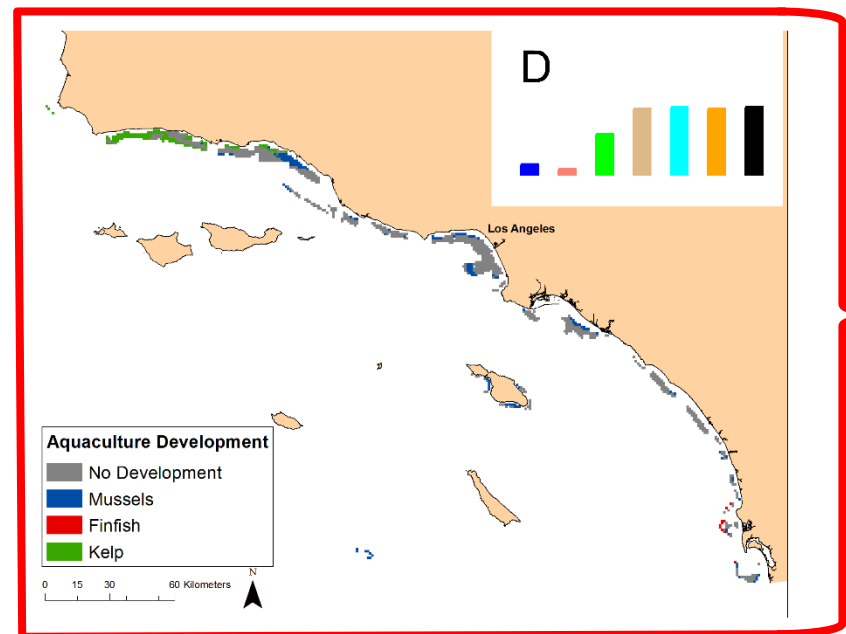 D
Los Angeles
Aquaculture Development
No Development
Mussels
Finfish
Kelp
0 15 30 60 Kilometers
N